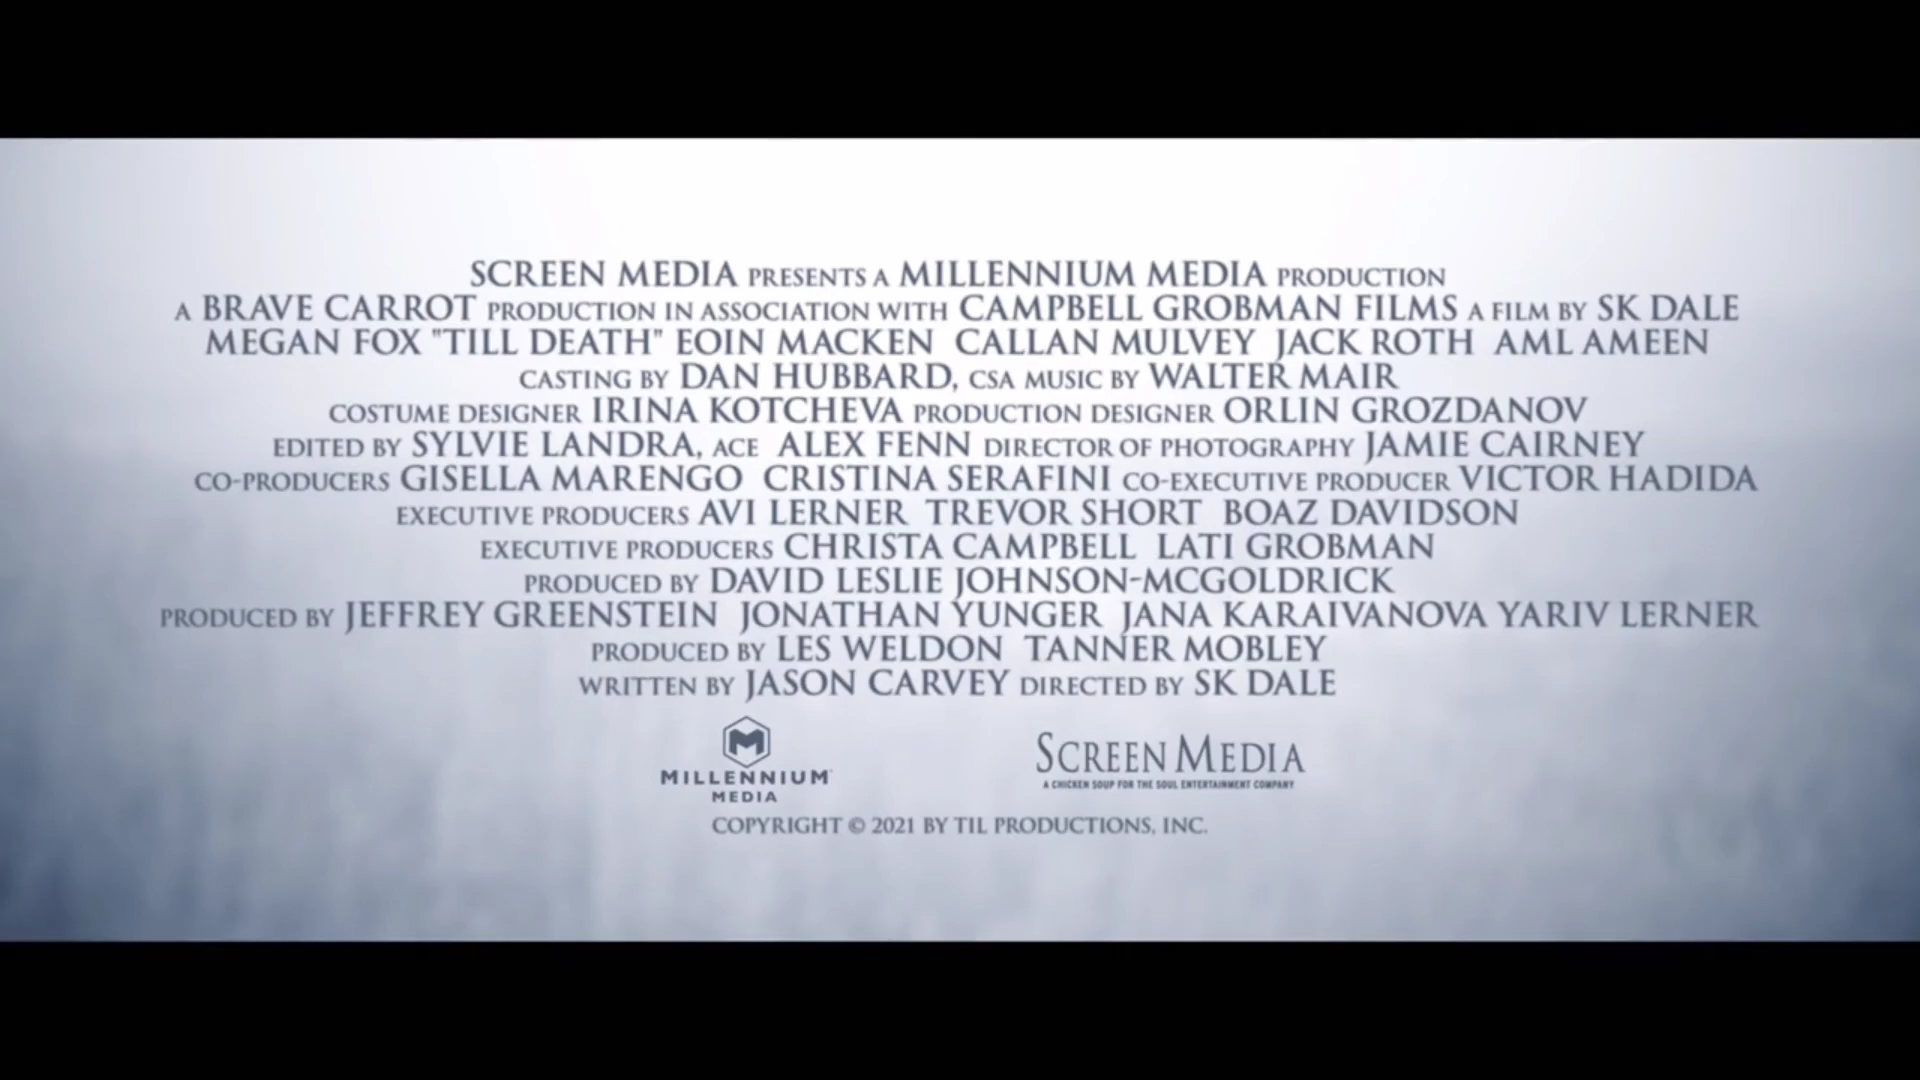 SCREEN MEDIA PRESENTS A MILLENNIUM MEDIA PRODUCTION
A BRAVE CARROT PRODUCTION IN ASSOCIATION WITH CAMPBELL GROBMAN FILMS A FILM BY SK DALE
MEGAN FOX "TILL DEATH" EOIN MACKEN CALLAN MULVEY JACK ROTH AML AMEEN
CASTING BY DAN HUBBARD, CSA MUSIC BY WALTER MAIR
COSTUME DESIGNER IRINA KOTCHEVA PRODUCTION DESIGNER ORLIN GROZDANOV
EDITED BY SYLVIE LANDRA, ACE ALEX FENN DIRECTOR OF PHOTOGRAPHY JAMIE CAIRNEY
CO-PRODUCERS GISELLA MARENGO CRISTINA SERAFINI CO-EXECUTIVE PRODUCER VICTOR HADIDA
EXECUTIVE PRODUCERS AVI LERNER TREVOR SHORT BOAZ DAVIDSON
EXECUTIVE PRODUCERS CHRISTA CAMPBELL LATI GROBMAN
PRODUCED BY DAVID LESLIE JOHNSON-MCGOLDRICK
PRODUCED BY JEFFREY GREENSTEIN JONATHAN YUNGER JANA KARAIVANOVA YARIV LERNER
PRODUCED BY LES WELDON TANNER MOBLEY
WRITTEN BY JASON CARVEY DIRECTED BY SK DALE
M
MILLENNIUM
MEDIA
SCREEN MEDIA
A CHICKEN SOUP FOR THE SOUL ENTERTAINMENT COMPANY
COPYRIGHT © 2021 BY TIL PRODUCTIONS, INC.